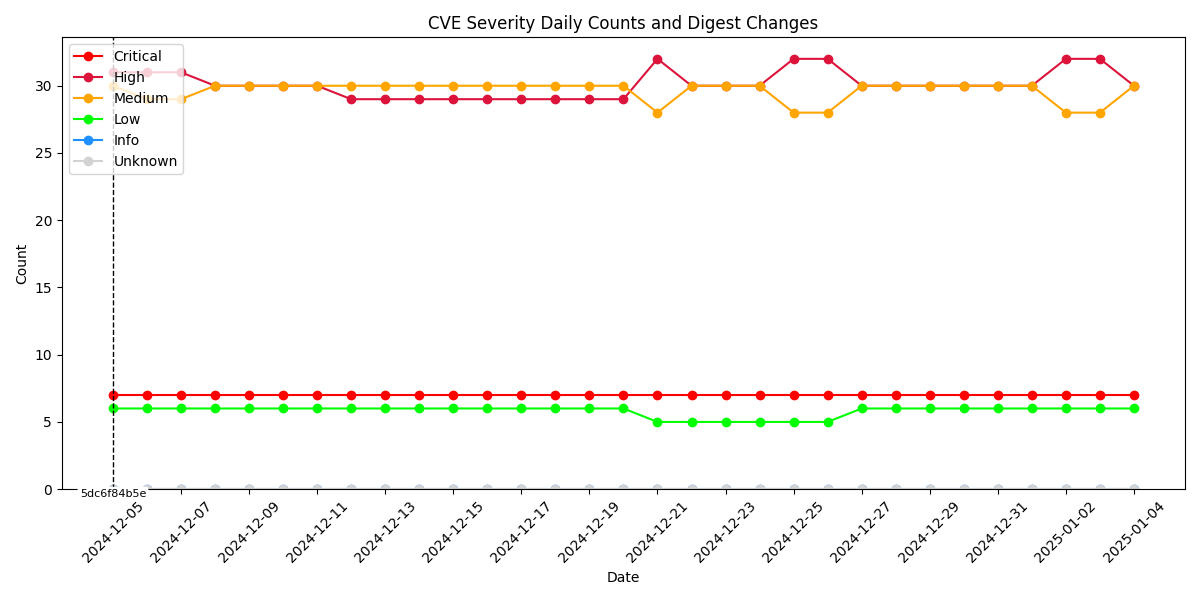 CVE Severity Daily Counts and Digest Changes
Critical
High
Medium
Low
Info
Unknown
Count
30
25
20
15
10
5
0
5dc6f84b5e
2024-12-05
2024-12-07
2024-12-09
2024-12-11
2024-12-13
2024-12-15
2024-12-17
2024-12-19
2024-12-21
2024-12-23
2024-12-25
2024-12-27
2024-12-29
2024-12-31
2025-01-02
2025-01-04
Date